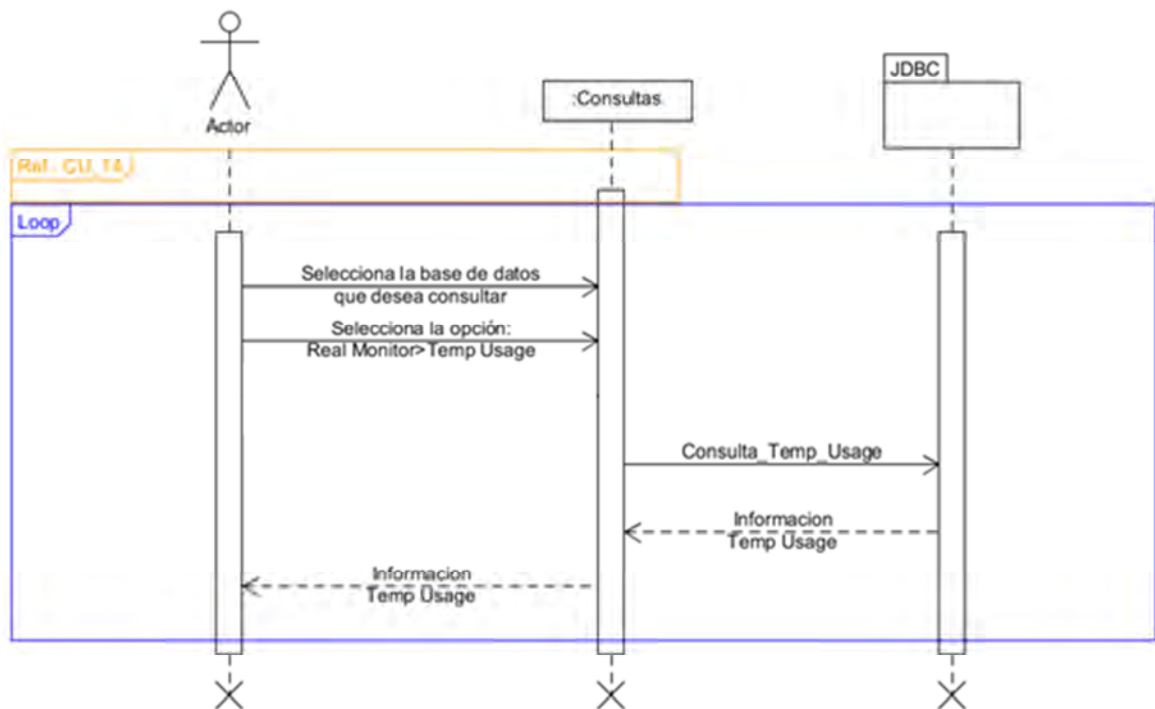 JDBC
:Consultas
Actor
Ref.- CU_14
Loop
Selecciona la base de datos
que desea consultar
Selecciona la opción:
Real Monitor>Temp Usage
Consulta_Temp_Usage
Informacion
Temp Usage
Informacion
Temp Usage